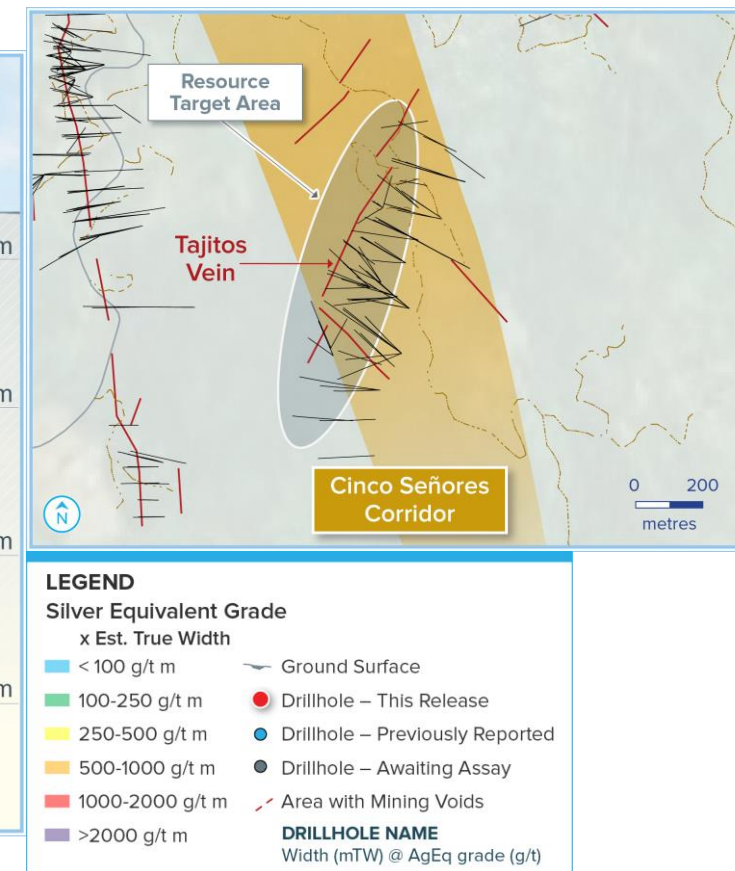 Resource
Target Area
Tajitos
Vein
Cinco Señores
Corridor
0 200
metres
N
m
m
m
m
LEGEND
Silver Equivalent Grade
x Est. True Width
< 100 g/t m
100-250 g/t m
250-500 g/t m
500-1000 g/t m
1000-2000 g/t m
>2000 g/t m
Ground Surface
Drillhole – This Release
Drillhole – Previously Reported
Drillhole – Awaiting Assay
Area with Mining Voids
DRILLHOLE NAME
Width (mTW) @ AgEq grade (g/t)